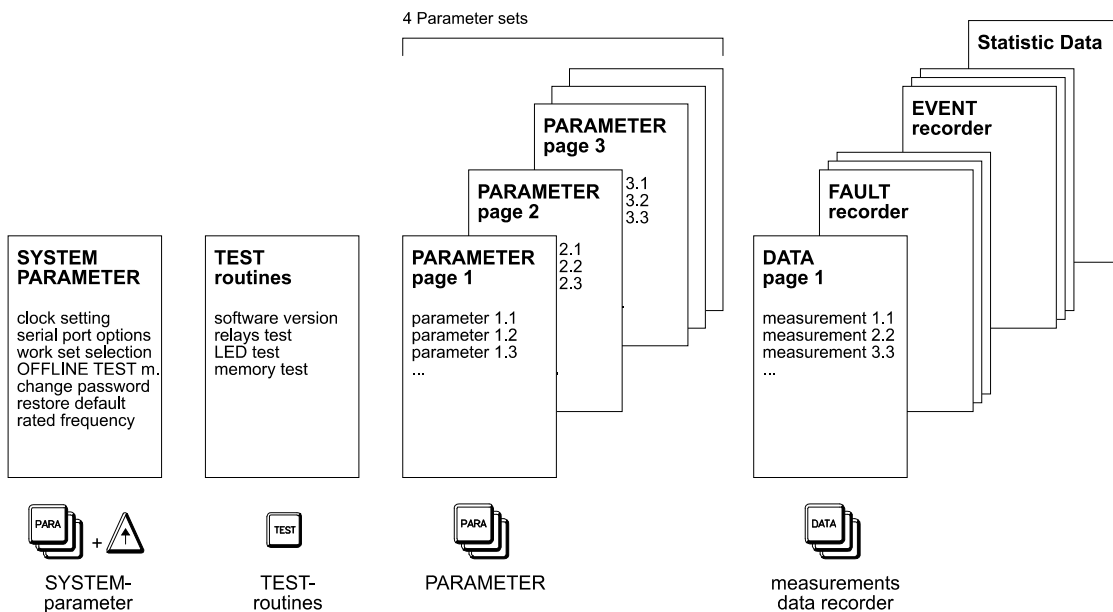 4 Parameter sets
Statistic Data
EVENT
recorder
PARAMETER
page 3
3.1
3.2
3.3
FAULT
recorder
PARAMETER
page 2
2.1
2.2
2.3
SYSTEM
PARAMETER
clock setting
serial port options
work set selection
OFFLINE TEST m.
change password
restore default
rated frequency
TEST
routines
software version
relays test
LED test
memory test
PARAMETER
page 1
parameter 1.1
parameter 1.2
parameter 1.3
...
DATA
page 1
measurement 1.1
measurement 2.2
measurement 3.3
...
PARA +
TEST
PARA
DATA
SYSTEM-
parameter
TEST-
routines
PARAMETER
measurements
data recorder